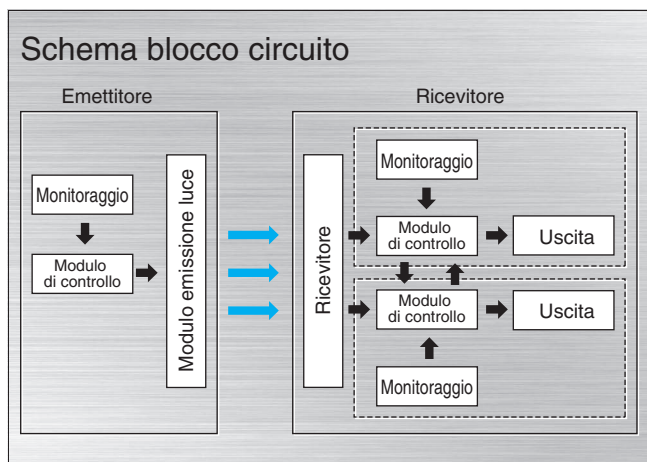 Schema blocco circuito
Emettitore
Monitoraggio
Modulo
di controllo
Modulo emissione luce
Ricevitore
Ricevitore
Monitoraggio
Modulo
di controllo
Uscita
Modulo
di controllo
Uscita
Monitoraggio